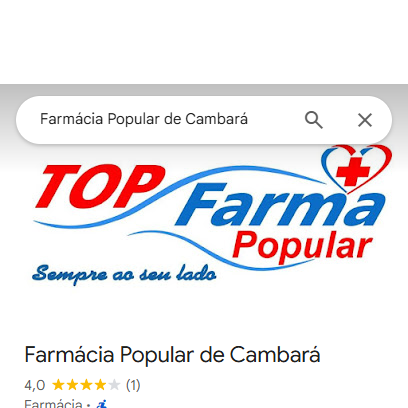 Farmácia Popular de Cambará
TOP Farma
Popular
Sempre ao seu lado
Farmácia Popular de Cambará
4,0 (1)
Farmácia ·